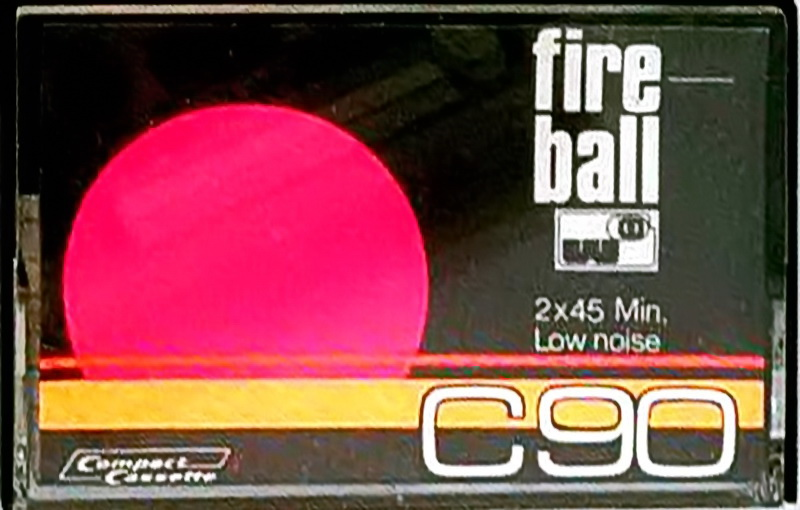 fire
ball
2x45 Min.
Low noise
C90
Compact
Cassette